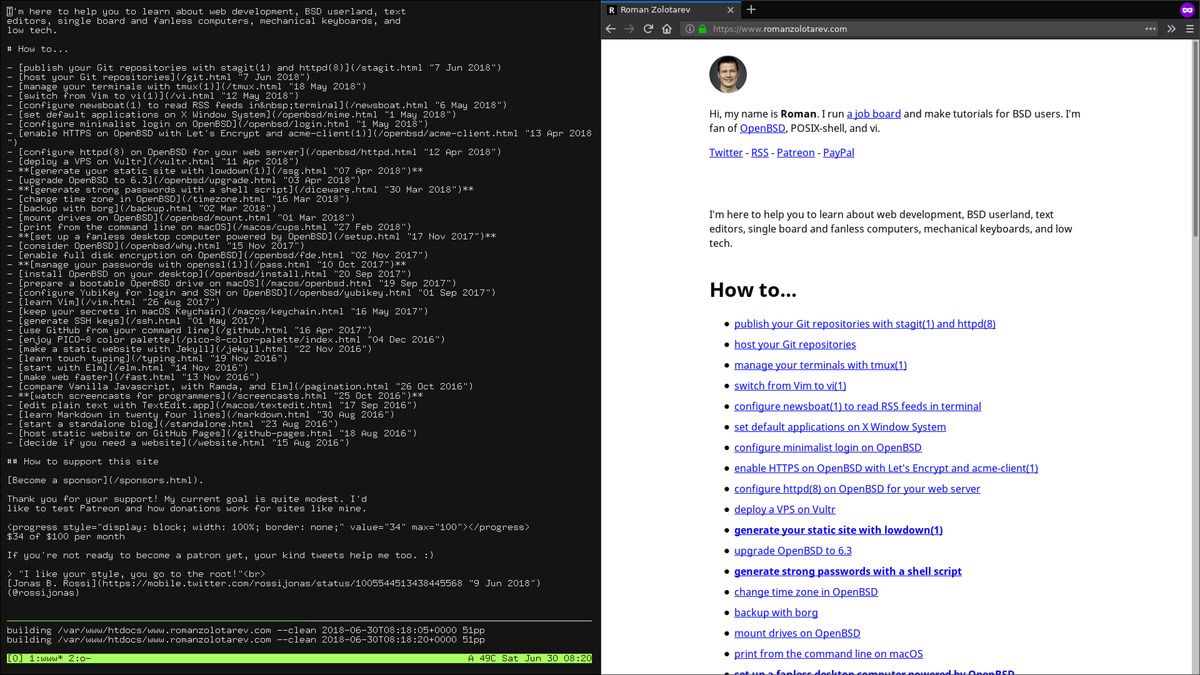 I'm here to help you to learn about web development, BSD userland, text
editors, single board and fanless computers, mechanical keyboards, and
low tech.
# How to...
- [publish your Git repositories with stagit(1) and httpd(8)](/stagit.html "7 Jun 2018")
- [host your Git repositories](/git.html "7 Jun 2018")
- [manage your terminals with tmux(1)](/tmux.html "18 May 2018")
- [switch from Vim to vi(1)](/vi.html "12 May 2018")
- [configure newsboat(1) to read RSS feeds in&nbsp;terminal](/newsboat.html "6 May 2018")
- [set default applications on X Window System](/openbsd/mime.html "1 May 2018")
- [configure minimalist login on OpenBSD](/openbsd/login.html "1 May 2018")
- [enable HTTPS on OpenBSD with Let's Encrypt and acme-client(1)](/openbsd/acme-client.html "13 Apr 2018
")
- [configure httpd(8) on OpenBSD for your web server](/openbsd/httpd.html "12 Apr 2018")
- [deploy a VPS on Vultr](/vultr.html "11 Apr 2018")
- **[generate your static site with lowdown(1)](/ssg.html "07 Apr 2018")**
- [upgrade OpenBSD to 6.3](/openbsd/upgrade.html "03 Apr 2018")
- **[generate strong passwords with a shell script](/diceware.html "30 Mar 2018")**
- [change time zone in OpenBSD](/timezone.html "16 Mar 2018")
- [backup with borg](/backup.html "02 Mar 2018")
- [mount drives on OpenBSD](/openbsd/mount.html "01 Mar 2018")
- [print from the command line on macOS](/macos/cups.html "27 Feb 2018")
- **[set up a fanless desktop computer powered by OpenBSD](/setup.html "17 Nov 2017")**
- [consider OpenBSD](/openbsd/why.html "15 Nov 2017")
- [enable full disk encryption on OpenBSD](/openbsd/fde.html "02 Nov 2017")
- **[manage your passwords with openssl(1)](/pass.html "10 Oct 2017")**
- [install OpenBSD on your desktop](/openbsd/install.html "20 Sep 2017")
- [prepare a bootable OpenBSD drive on macOS](/macos/openbsd.html "19 Sep 2017")
- [configure YubiKey for login and SSH on OpenBSD](/openbsd/yubikey.html "01 Sep 2017")
- [learn Vim](/vim.html "26 Aug 2017")
- [keep your secrets in macOS Keychain](/macos/keychain.html "16 May 2017")
- [generate SSH keys](/ssh.html "01 May 2017")
- [use GitHub from your command line](/github.html "16 Apr 2017")
- [enjoy PICO-8 color palette](/pico-8-color-palette/index.html "04 Dec 2016")
- [make a static website with Jekyll](/jekyll.html "22 Nov 2016")
- [learn touch typing](/typing.html "19 Nov 2016")
- [start with Elm](/elm.html "14 Nov 2016")
- [make web faster](/fast.html "13 Nov 2016")
- [compare Vanilla Javascript, with Ramda, and Elm](/pagination.html "26 Oct 2016")
- **[watch screencasts for programmers](/screencasts.html "25 Oct 2016")**
- [edit plain text with TextEdit.app](/macos/textedit.html "17 Sep 2016")
- [learn Markdown in twenty four lines](/markdown.html "30 Aug 2016")
- [start a standalone blog](/standalone.html "23 Aug 2016")
- [host static website on GitHub Pages](/github-pages.html "18 Aug 2016")
- [decide if you need a website](/website.html "15 Aug 2016")
## How to support this site
[Become a sponsor](/sponsors.html).
Thank you for your support! My current goal is quite modest. I'd
like to test Patreon and how donations work for sites like mine.
<progress style="display: block; width: 100%; border: none;" value="34" max="100"></progress>
$34 of $100 per month
If you're not ready to become a patron yet, your kind tweets help me too. :)
> "I like your style, you go to the root!"<br>
[Jonas B. Rossi](https://mobile.twitter.com/rossijonas/status/1005544513438445568 "9 Jun 2018")
(@rossijonas)
building /var/www/htdocs/www.romanzolotarev.com --clean 2018-06-30T08:18:05+0000 51pp
building /var/www/htdocs/www.romanzolotarev.com --clean 2018-06-30T08:18:20+0000 51pp
[0] 1:www* 2:o- A 49C Sat Jun 30 08:20
R Roman Zolotarev
https://www.romanzolotarev.com
Hi, my name is Roman. I run a job board and make tutorials for BSD users. I'm
fan of OpenBSD, POSIX-shell, and vi.
Twitter - RSS - Patreon - PayPal
I'm here to help you to learn about web development, BSD userland, text
editors, single board and fanless computers, mechanical keyboards, and low
tech.
How to...
• publish your Git repositories with stagit(1) and httpd(8)
• host your Git repositories
• manage your terminals with tmux(1)
• switch from Vim to vi(1)
• configure newsboat(1) to read RSS feeds in terminal
• set default applications on X Window System
• configure minimalist login on OpenBSD
• enable HTTPS on OpenBSD with Let's Encrypt and acme-client(1)
• configure httpd(8) on OpenBSD for your web server
• deploy a VPS on Vultr
• generate your static site with lowdown(1)
• upgrade OpenBSD to 6.3
• generate strong passwords with a shell script
• change time zone in OpenBSD
• backup with borg
• mount drives on OpenBSD
• print from the command line on macOS
• set up a fanless desktop computer powered by OpenBSD